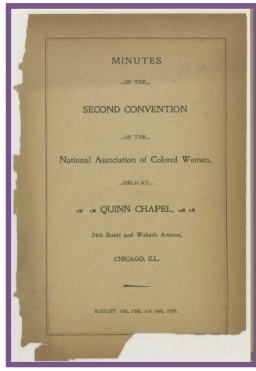 MINUTES
...OF THE...
SECOND CONVENTION
...OF THE...
National Association of Colored Women,
...HELD AT...
QUINN CHAPEL,
24th Street and Wabash Avenue,
CHICAGO, ILL.
AUGUST 14th, 15th, and 16th,